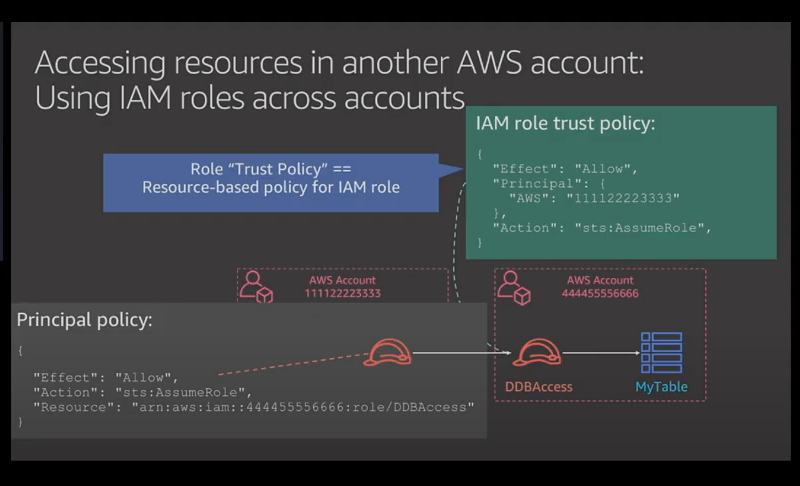 Accessing resources in another AWS account:
Using IAM roles across accounts
IAM role trust policy:
{
"Effect": "Allow",
"Principal": {
"AWS": "111122223333"
},
"Action": "sts:AssumeRole",
}
Role “Trust Policy” ==
Resource-based policy for IAM role
AWS Account
111122223333
AWS Account
444455556666
Principal policy:
{
"Effect": "Allow",
"Action": "sts:AssumeRole",
"Resource": "arn:aws:iam::444455556666:role/DDBAccess"
}
DDBAccess
MyTable